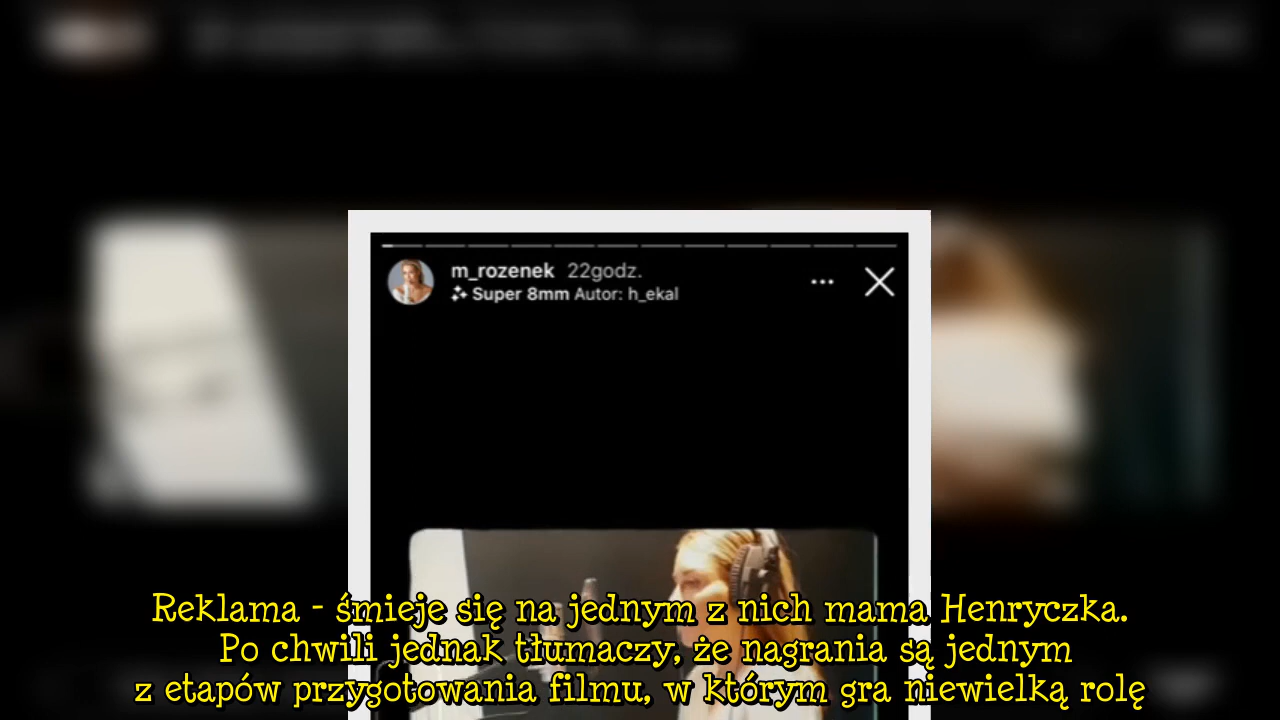 m_rozenek 22godz.
Super 8mm Autor: h_ekal
Reklama - śmieje się na jednym z nich mama Henryczka.
Po chwili jednak tłumaczy, że nagrania są jednym
z etapów przygotowania filmu, w którym gra niewielką rolę